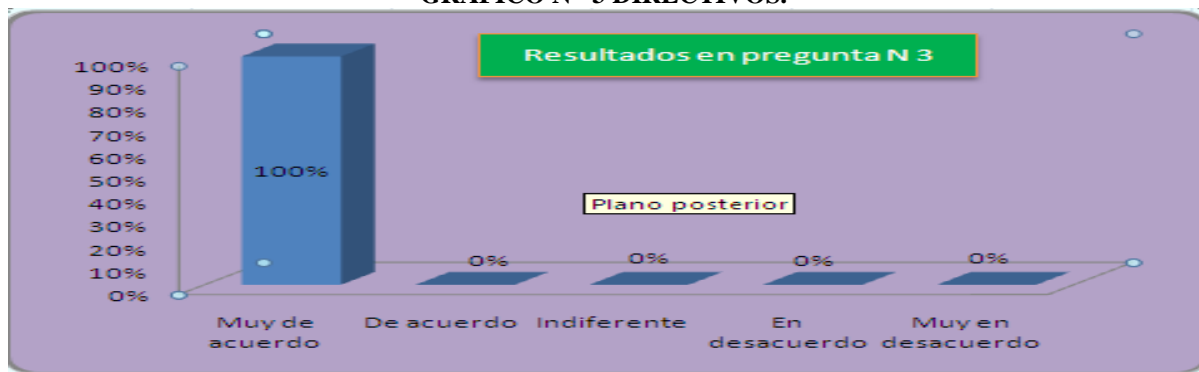 Resultados en pregunta N 3
100%
90%
80%
70%
60%
50%
40%
30%
20%
10%
0%
100%
Plano posterior
0%
0%
0%
0%
Muy de
acuerdo
De acuerdo
Indiferente
En
desacuerdo
Muy en
desacuerdo